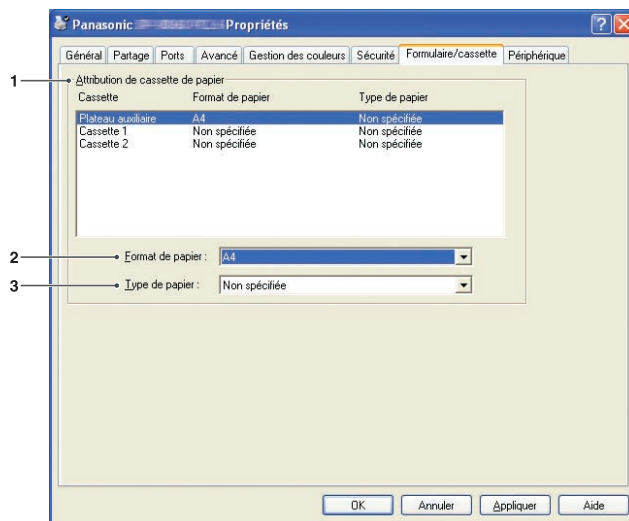 Panasonic Propriétés
Général Partage Ports Avancé Gestion des couleurs Sécurité Formulaire/cassette Périphérique
1 Attribution de cassette de papier
Cassette Format de papier Type de papier
Plateau auxiliaire A4 Non spécifiée
Cassette 1 Non spécifiée Non spécifiée
Cassette 2 Non spécifiée Non spécifiée
2 Format de papier : A4
3 Type de papier : Non spécifiée
OK Annuler Appliquer Aide